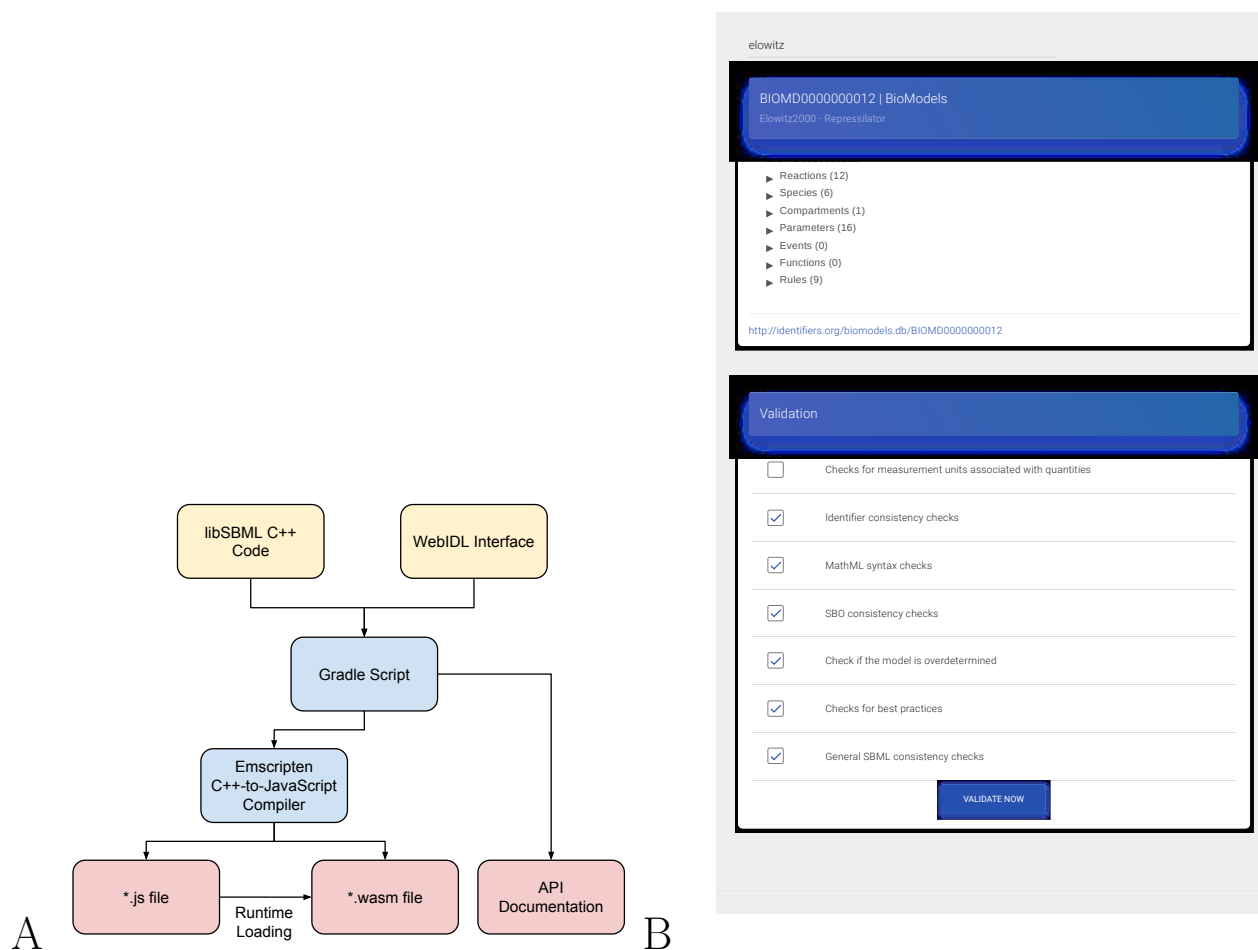 libSBML C++
Code
WebIDL Interface
Gradle Script
Emscripten
C++-to-JavaScript
Compiler
*.js file
Runtime
Loading
*.wasm file
API
Documentation
A
elowitz
BIOMD0000000012 | BioModels
Elowitz2000 - Repressilator
▶ Reactions (12)
▶ Species (6)
▶ Compartments (1)
▶ Parameters (16)
▶ Events (0)
▶ Functions (0)
▶ Rules (9)
http://identifiers.org/biomodels.db/BIOMD0000000012
Validation
Checks for measurement units associated with quantities
Identifier consistency checks
MathML syntax checks
SBO consistency checks
Check if the model is overdetermined
Checks for best practices
General SBML consistency checks
VALIDATE NOW
B